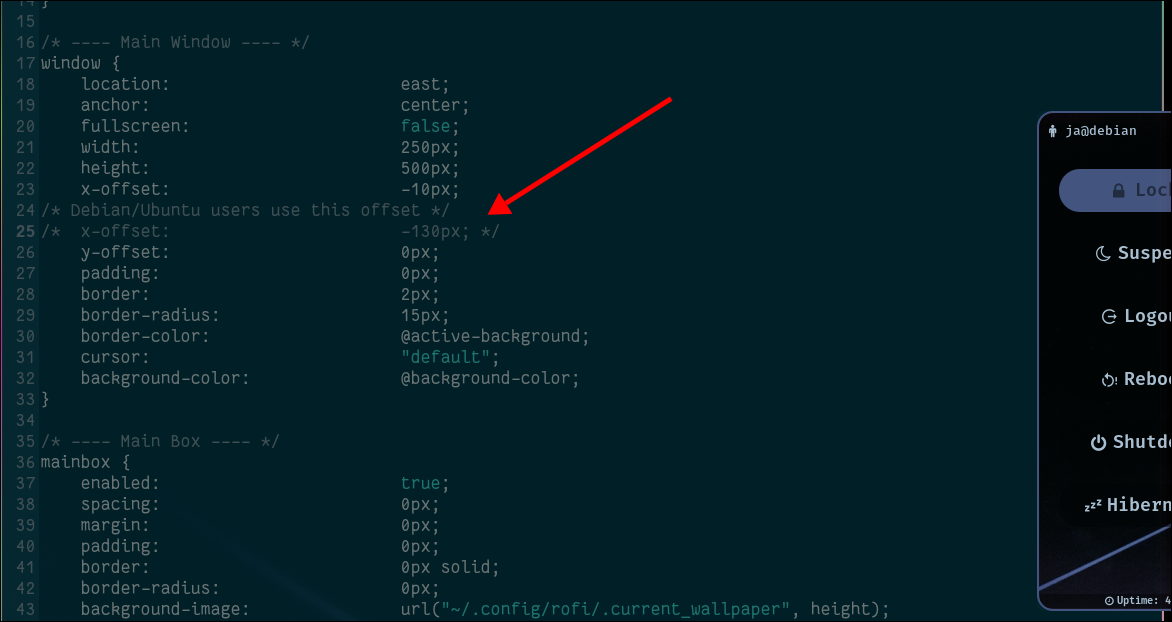 14 }
15
16 /* ---- Main Window ---- */
17 window {
18     location:                       east;
19     anchor:                         center;
20     fullscreen:                     false;
21     width:                          250px;
22     height:                         500px;
23     x-offset:                       -10px;
24 /* Debian/Ubuntu users use this offset */
25 /*  x-offset:                       -130px; */
26     y-offset:                       0px;
27     padding:                        0px;
28     border:                         2px;
29     border-radius:                  15px;
30     border-color:                   @active-background;
31     cursor:                         "default";
32     background-color:               @background-color;
33 }
34
35 /* ---- Main Box ---- */
36 mainbox {
37     enabled:                        true;
38     spacing:                        0px;
39     margin:                         0px;
40     padding:                        0px;
41     border:                         0px solid;
42     border-radius:                  0px;
43     background-image:               url("~/.config/rofi/.current_wallpaper", height);
ja@debian
Loc
Suspe
Logou
Reboo
Shutdo
zzz Hibern
Uptime: 4